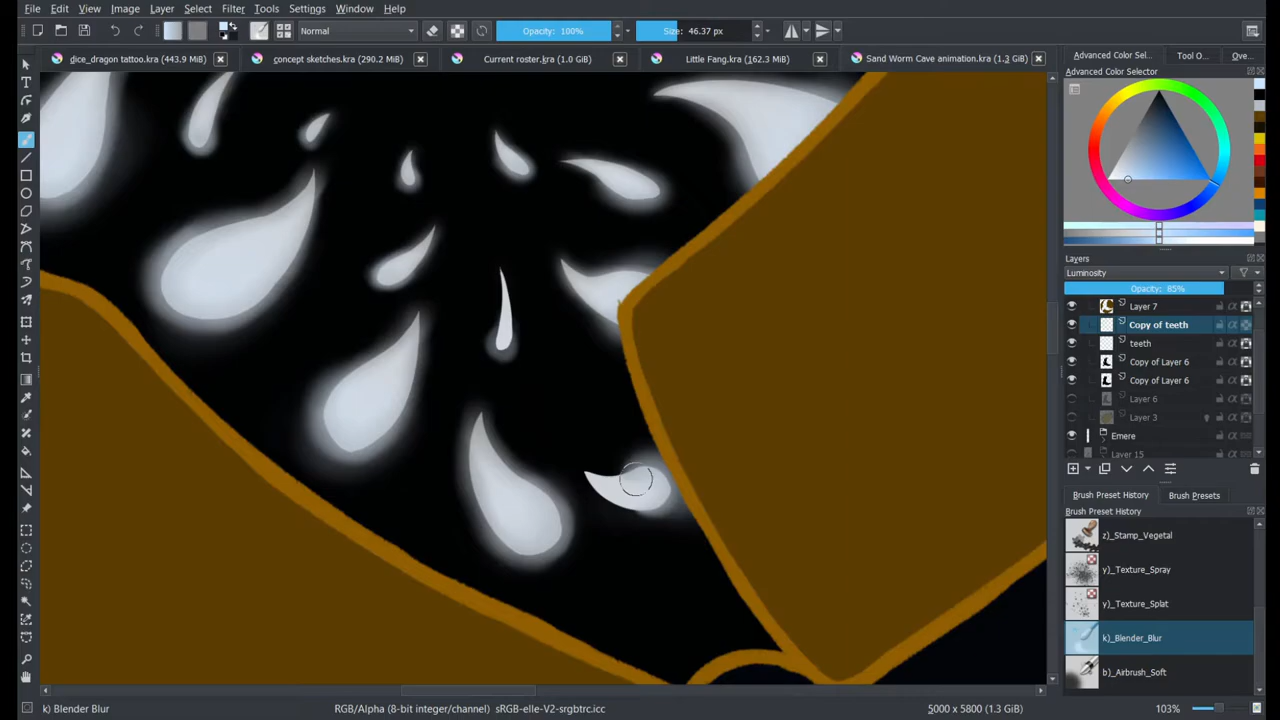 File Edit View Image Layer Select Filter Tools Settings Window Help
Normal Opacity: 100% Size: 46.37 px
dice_dragon tattoo.kra (443.9 MiB) concept sketches.kra (290.2 MiB) Current roster.kra (1.0 GiB) Little Fang.kra (162.3 MiB) Sand Worm Cave animation.kra (1.3 GiB)
Advanced Color Sel... Tool O... Ove...
Advanced Color Selector
Layers
Luminosity
Opacity: 85%
Layer 7
Copy of teeth
teeth
Copy of Layer 6
Copy of Layer 6
Layer 6
Layer 3
Emere
Layer 15
Brush Preset History Brush Presets
Brush Preset History
z)_Stamp_Vegetal
y)_Texture_Spray
y)_Texture_Splat
k)_Blender_Blur
b)_Airbrush_Soft
k) Blender Blur RGB/Alpha (8-bit integer/channel) sRGB-elle-V2-srgbtrc.icc 5000 x 5800 (1.3 GiB) 103%